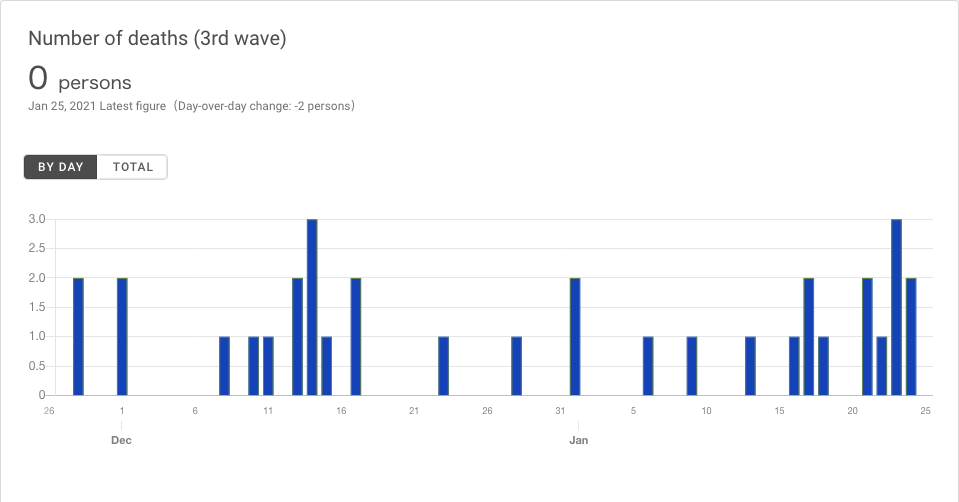 Number of deaths (3rd wave)
0 persons
Jan 25, 2021 Latest figure（Day-over-day change: -2 persons）
BY DAY TOTAL
3.0
2.5
2.0
1.5
1.0
0.5
0
26 1 6 11 16 21 26 31 5 10 15 20 25
Dec Jan